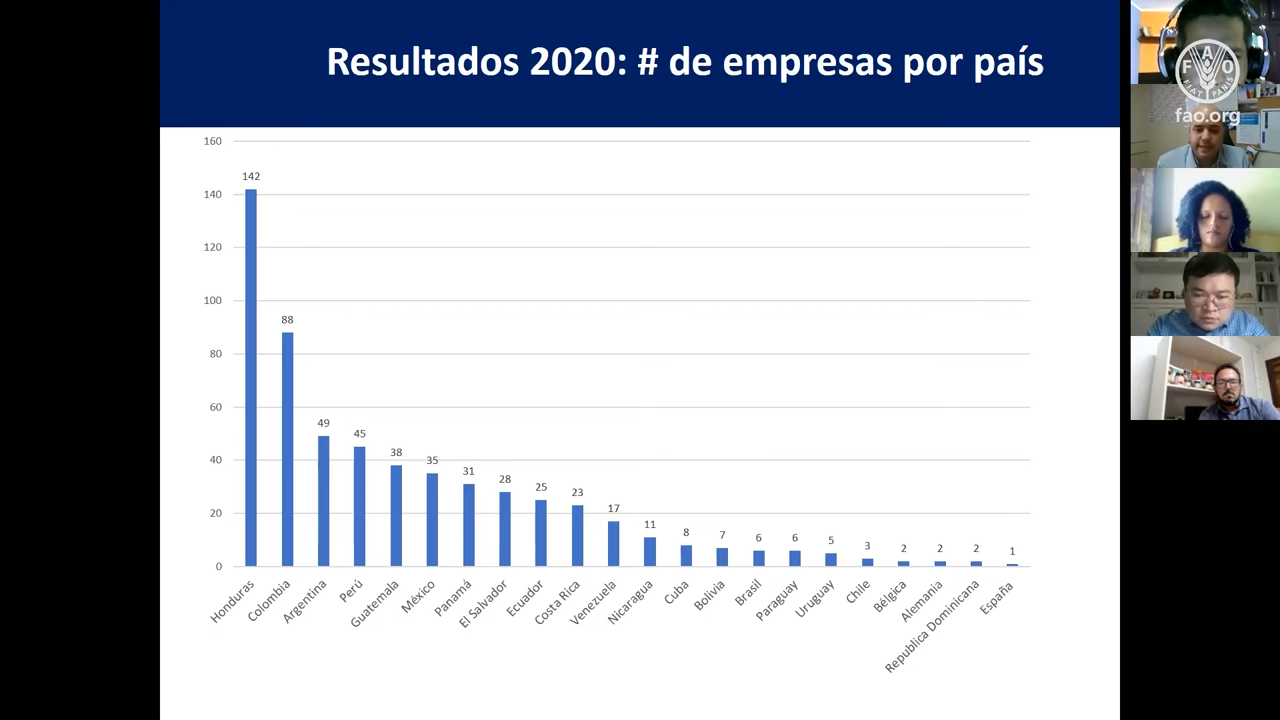 Resultados 2020: # de empresas por país
160
140
120
100
80
60
40
20
0
142
88
49
45
38
35
31
28
25
23
17
11
8
7
6
6
5
3
2
2
2
1
Honduras
Colombia
Argentina
Perú
Guatemala
México
Panamá
El Salvador
Ecuador
Costa Rica
Venezuela
Nicaragua
Cuba
Bolivia
Brasil
Paraguay
Uruguay
Chile
Bélgica
Alemania
Republica Dominicana
España
F A O
FIAT PANIS
fao.org